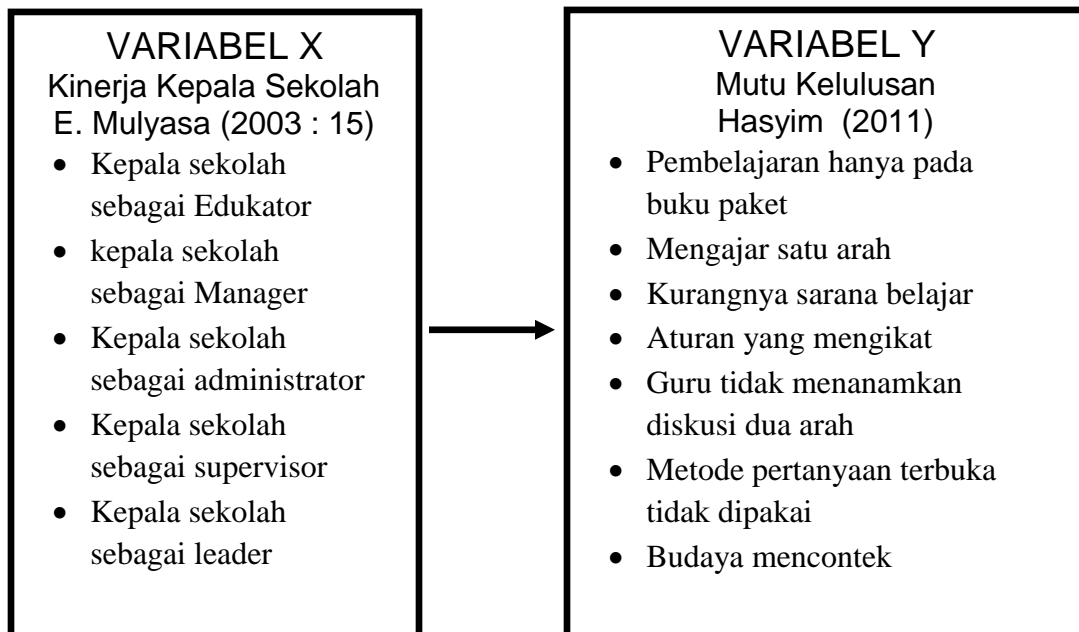 VARIABEL X
Kinerja Kepala Sekolah
E. Mulyasa (2003 : 15)
• Kepala sekolah
sebagai Edukator
• kepala sekolah
sebagai Manager
• Kepala sekolah
sebagai administrator
• Kepala sekolah
sebagai supervisor
• Kepala sekolah
sebagai leader
VARIABEL Y
Mutu Kelulusan
Hasyim (2011)
• Pembelajaran hanya pada
buku paket
• Mengajar satu arah
• Kurangnya sarana belajar
• Aturan yang mengikat
• Guru tidak menanamkan
diskusi dua arah
• Metode pertanyaan terbuka
tidak dipakai
• Budaya mencontek